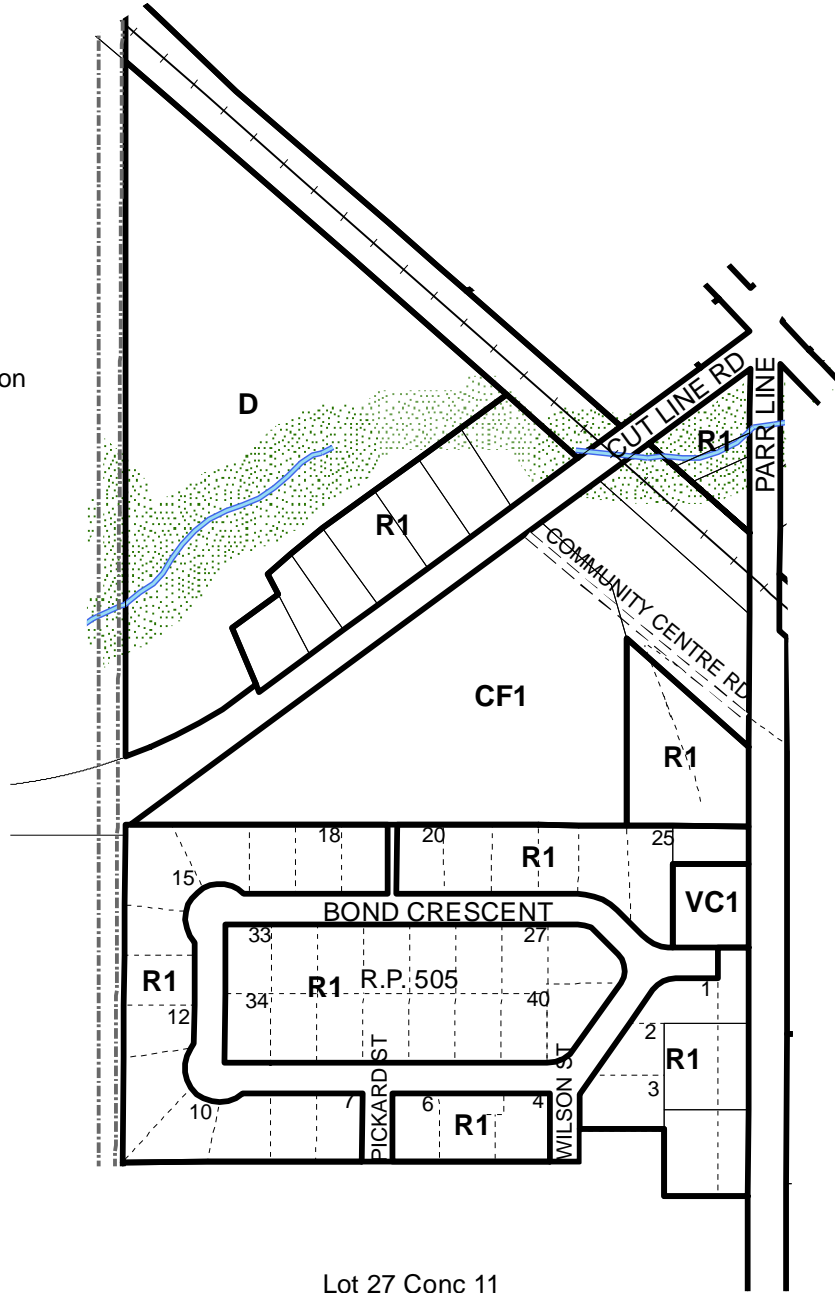 CUT LINE RD
PARR LINE
on
D
R1
R1
COMMUNITY CENTRE RD
CF1
R1
18
20
25
R1
15
VC1
BOND CRESCENT
33
27
R1
R1
R.P. 505
34
40
1
12
2
R1
3
10
7
PICKARD ST
6
4
WILSON ST
R1
Lot 27 Conc 11